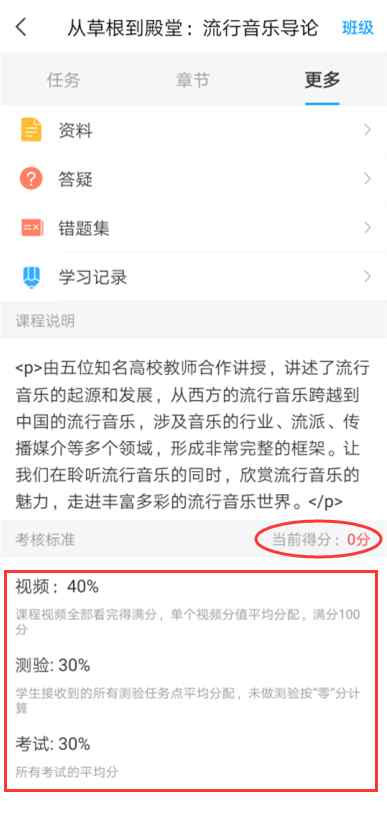 从草根到殿堂：流行音乐导论 班级
任务 章节 更多
资料
答疑
错题集
学习记录
课程说明
<p>由五位知名高校教师合作讲授，讲述了流行
音乐的起源和发展，从西方的流行音乐跨越到
中国的流行音乐，涉及音乐的行业、流派、传
播媒介等多个领域，形成非常完整的框架。让
我们在聆听流行音乐的同时，欣赏流行音乐的
魅力，走进丰富多彩的流行音乐世界。</p>
考核标准 当前得分：0分
视频：40%
课程视频全部看完得满分，单个视频分值平均分配，满分100
分
测验: 30%
学生接收到的所有测验任务点平均分配，未做测验按"零"分计
算
考试: 30%
所有考试的平均分